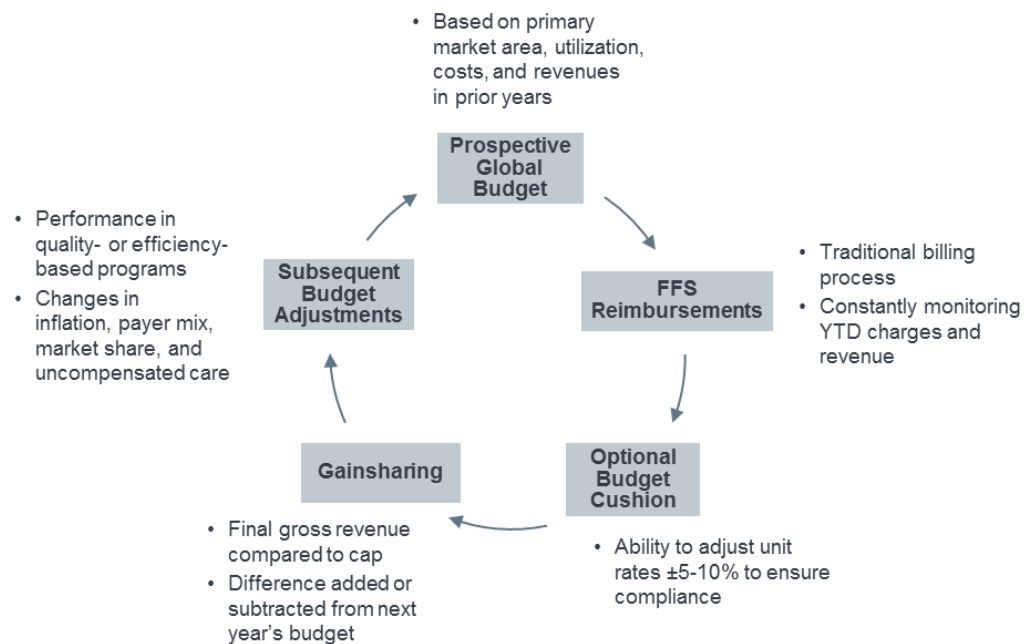 • Based on primary
market area, utilization,
costs, and revenues
in prior years
Prospective
Global
Budget
• Performance in
quality- or efficiency-
based programs
• Changes in
inflation, payer mix,
market share, and
uncompensated care
Subsequent
Budget
Adjustments
FFS
Reimbursements
• Traditional billing
process
• Constantly monitoring
YTD charges and
revenue
Gainsharing
• Final gross revenue
compared to cap
• Difference added or
subtracted from next
year's budget
Optional
Budget
Cushion
• Ability to adjust unit
rates ±5-10% to ensure
compliance